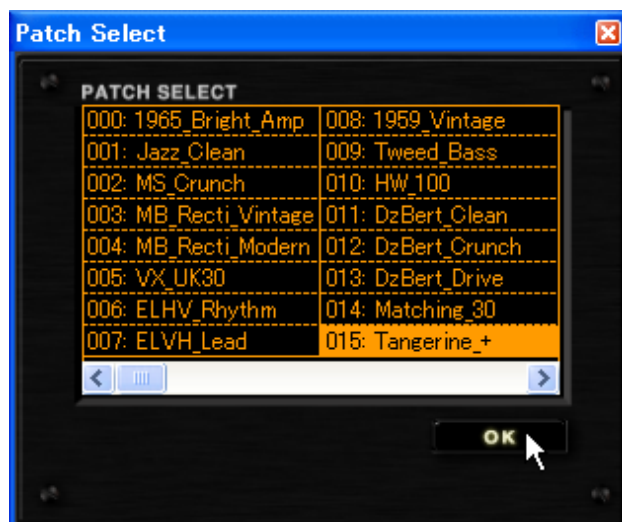 Patch Select
PATCH SELECT
000: 1965_Bright_Amp
001: Jazz_Clean
002: MS_Crunch
003: MB_Recti_Vintage
004: MB_Recti_Modern
005: VX_UK30
006: ELHV_Rhythm
007: ELVH_Lead
008: 1959_Vintage
009: Tweed_Bass
010: HW_100
011: DzBert_Clean
012: DzBert_Crunch
013: DzBert_Drive
014: Matching_30
015: Tangerine_+
OK